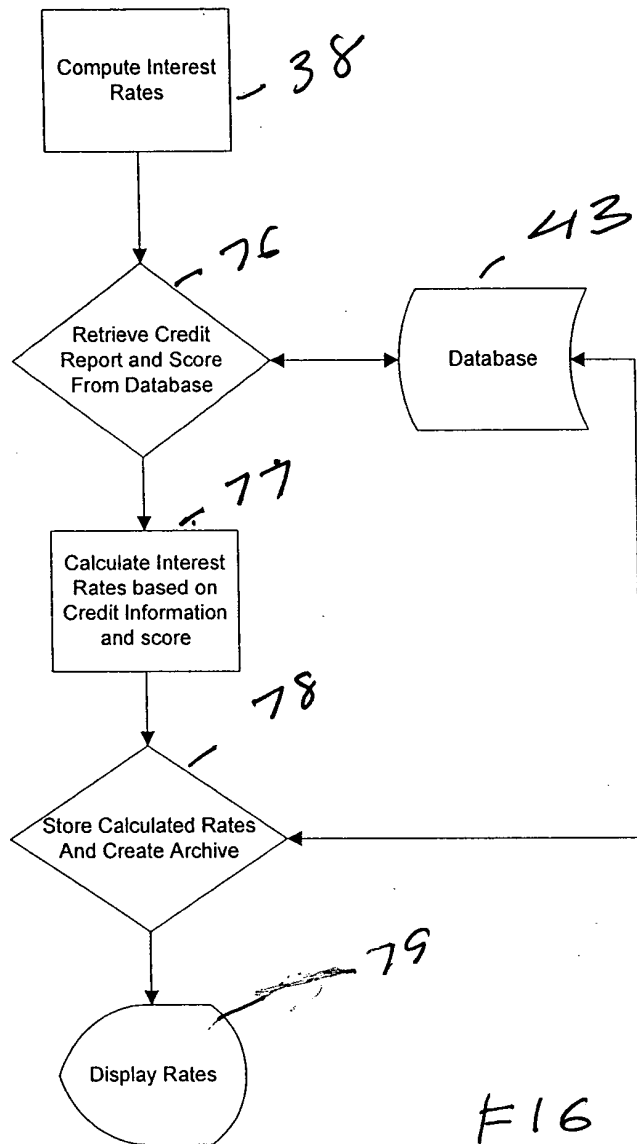 Compute Interest
Rates
38
76
43
Retrieve Credit
Report and Score
From Database
Database
77
Calculate Interest
Rates based on
Credit Information
and score
78
Store Calculated Rates
And Create Archive
79
Display Rates
F16